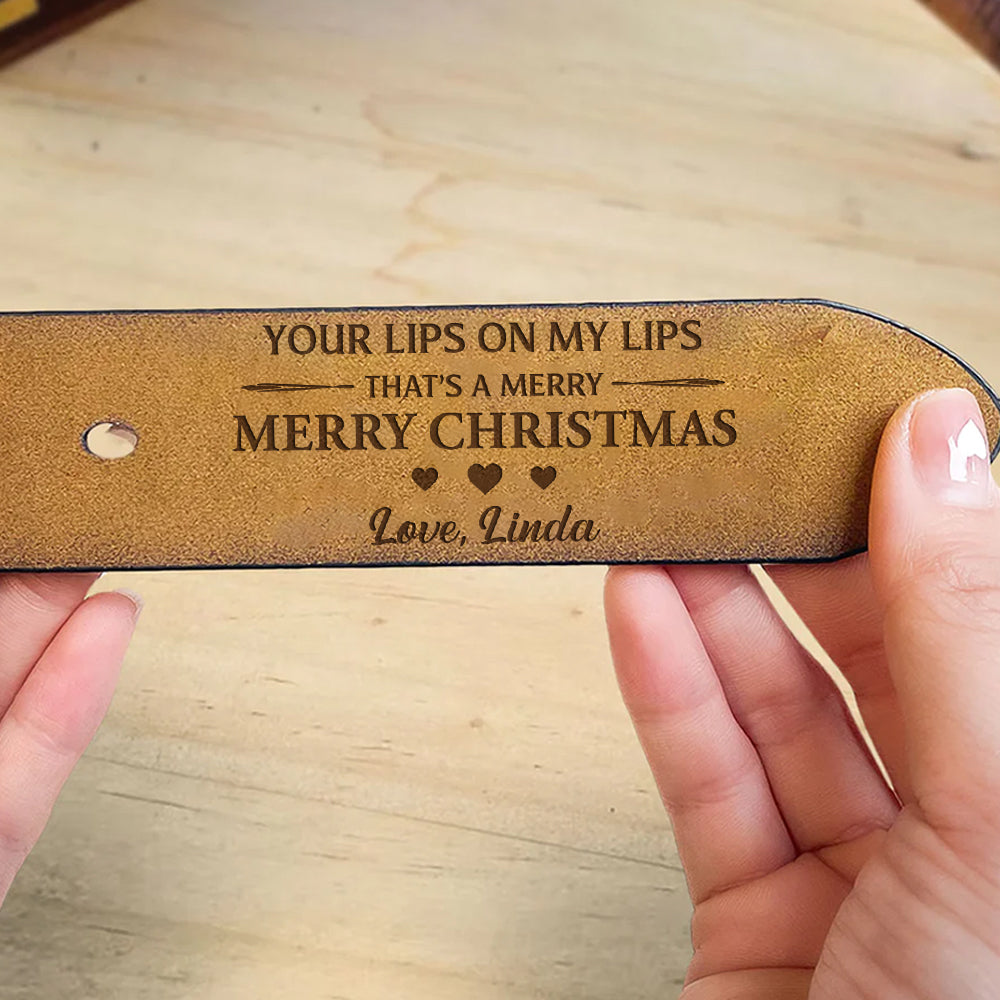 YOUR LIPS ON MY LIPS
THAT'S A MERRY
MERRY CHRISTMAS
Love, Linda